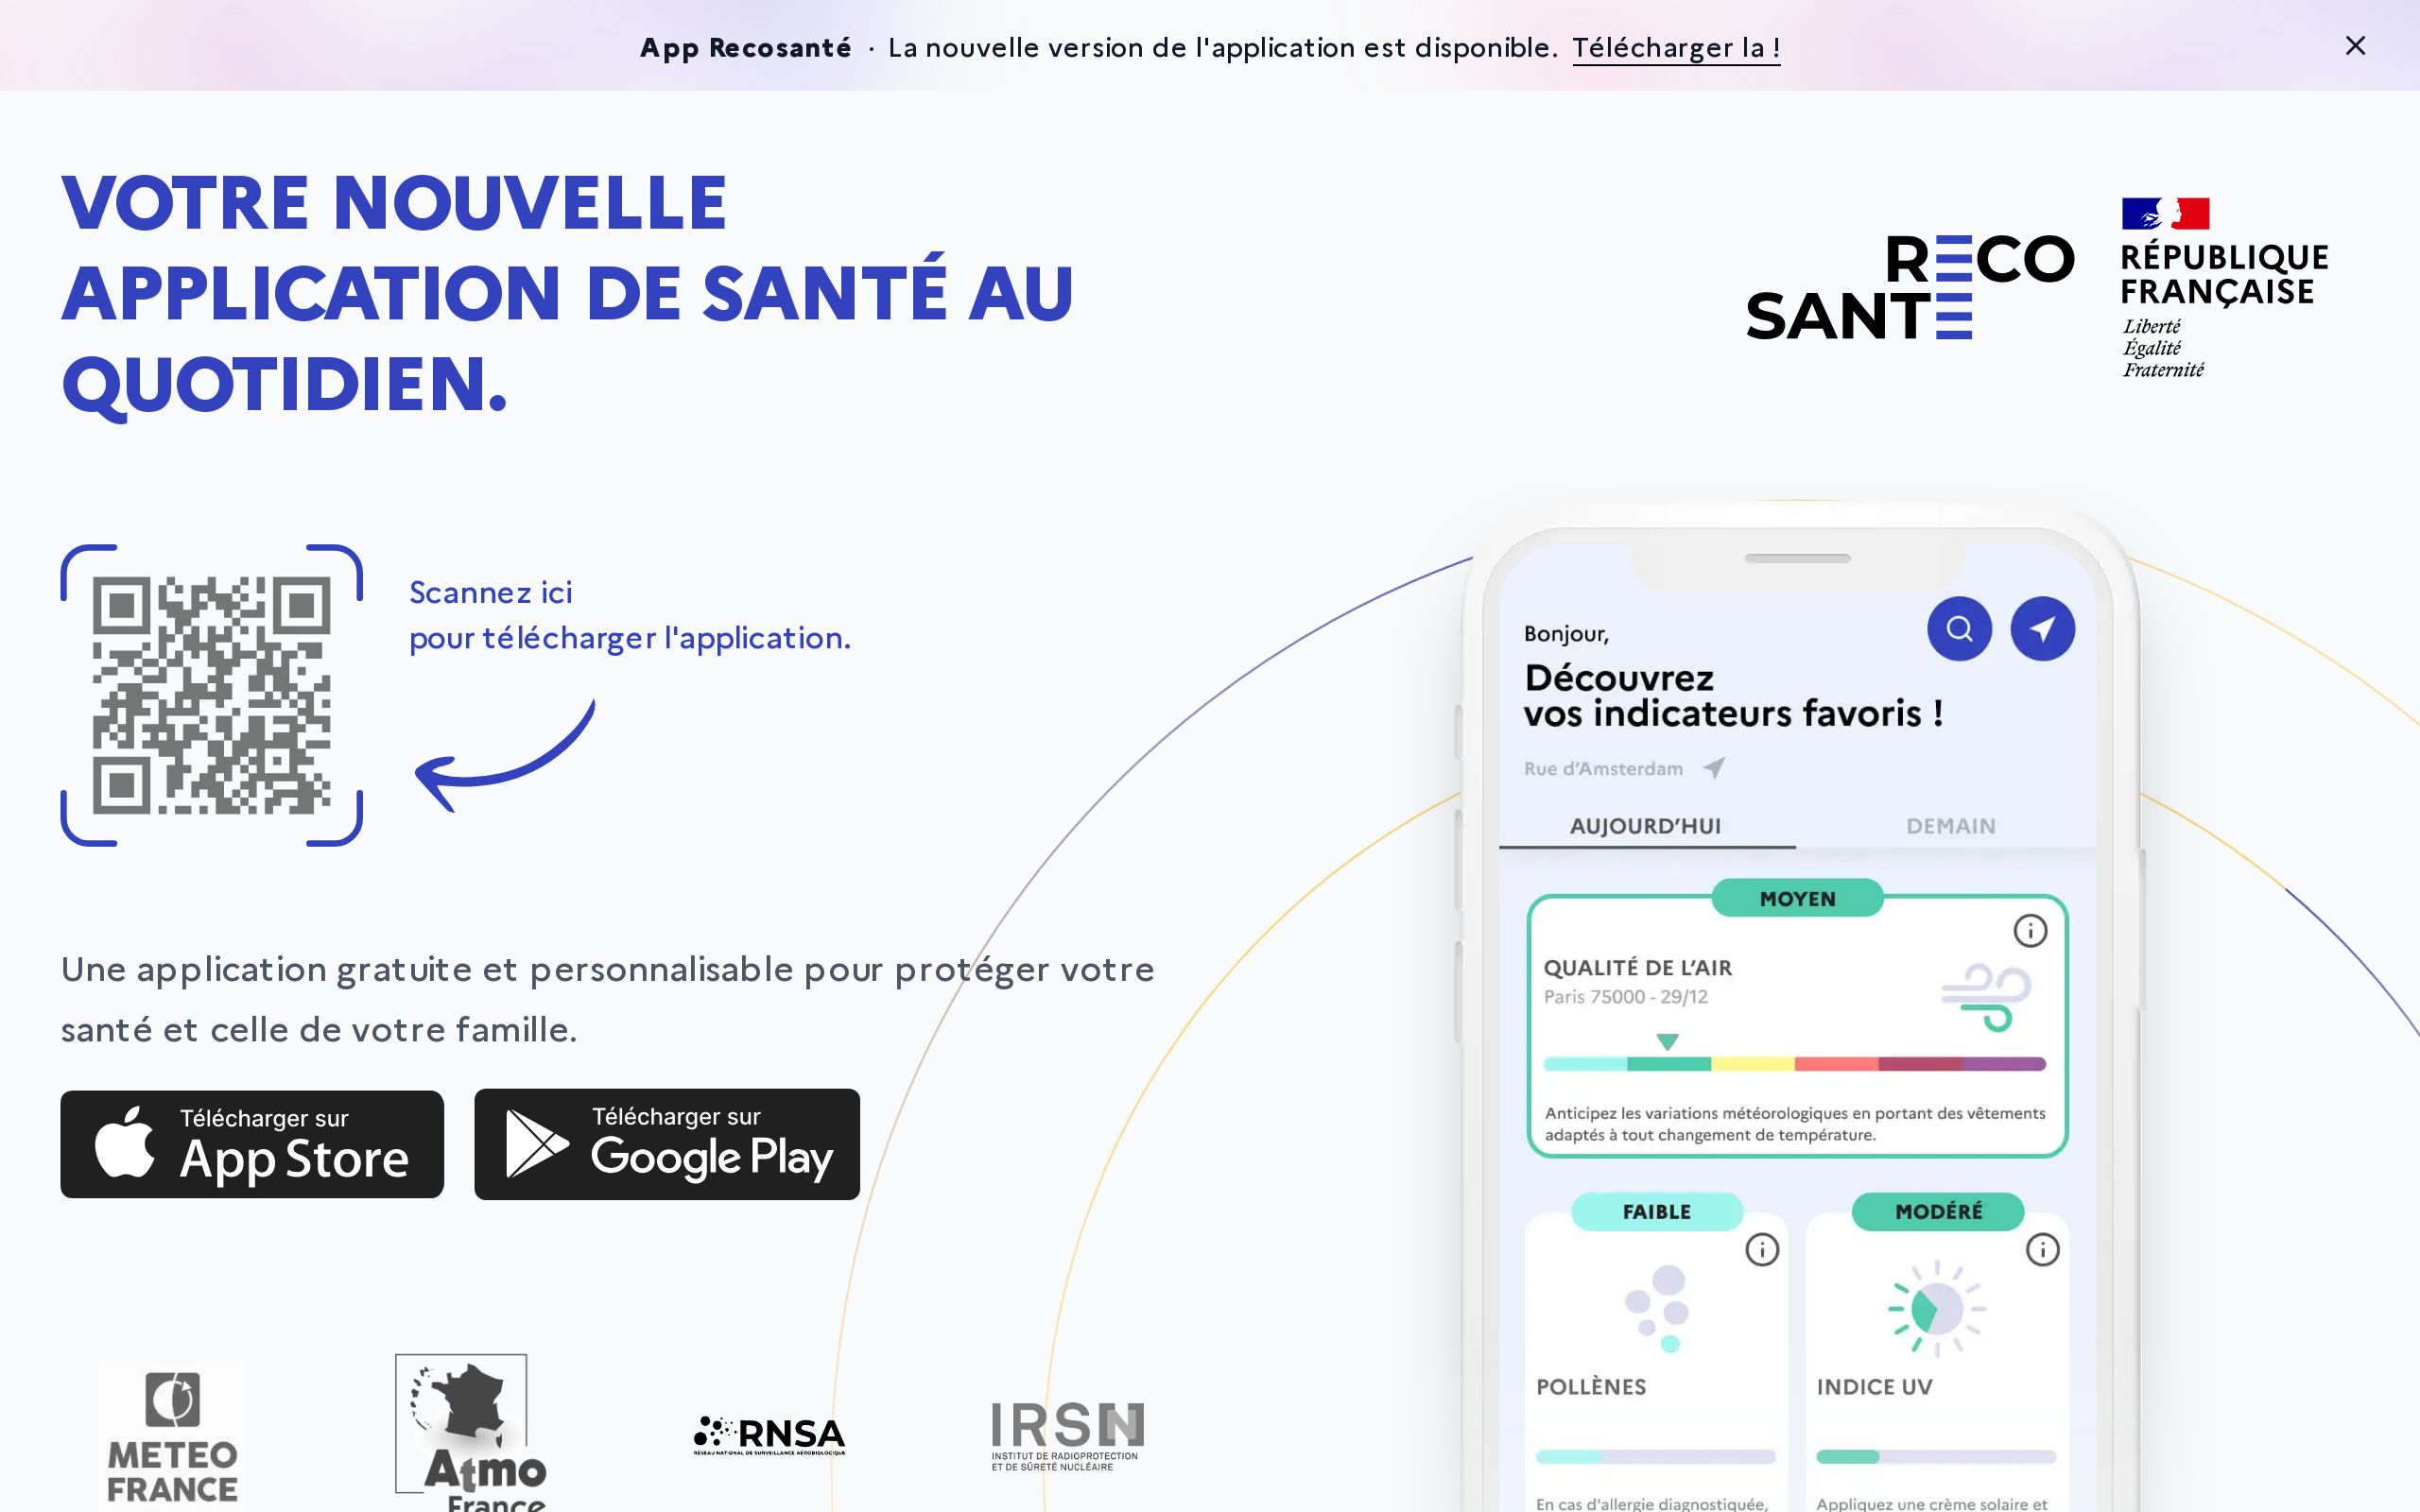 App Recosanté · La nouvelle version de l'application est disponible. Télécharger la !
VOTRE NOUVELLE
APPLICATION DE SANTÉ AU
QUOTIDIEN.
RECO
SANTE
RÉPUBLIQUE
FRANÇAISE
Liberté
Égalité
Fraternité
Scannez ici
pour télécharger l'application.
Une application gratuite et personnalisable pour protéger votre
santé et celle de votre famille.
Télécharger sur
App Store
Télécharger sur
Google Play
METEO
FRANCE
Atmo
France
RNSA
RÉSEAU NATIONAL DE SURVEILLANCE AÉROBIOLOGIQUE
IRSN
INSTITUT DE RADIOPROTECTION
ET DE SÛRETÉ NUCLÉAIRE
Bonjour,
Découvrez
vos indicateurs favoris !
Rue d’Amsterdam
AUJOURD’HUI
DEMAIN
MOYEN
QUALITÉ DE L’AIR
Paris 75000 - 29/12
Anticipez les variations météorologiques en portant des vêtements
adaptés à tout changement de température.
FAIBLE
POLLÈNES
En cas d'allergie diagnostiquée,
MODÉRÉ
INDICE UV
Appliquez une crème solaire et